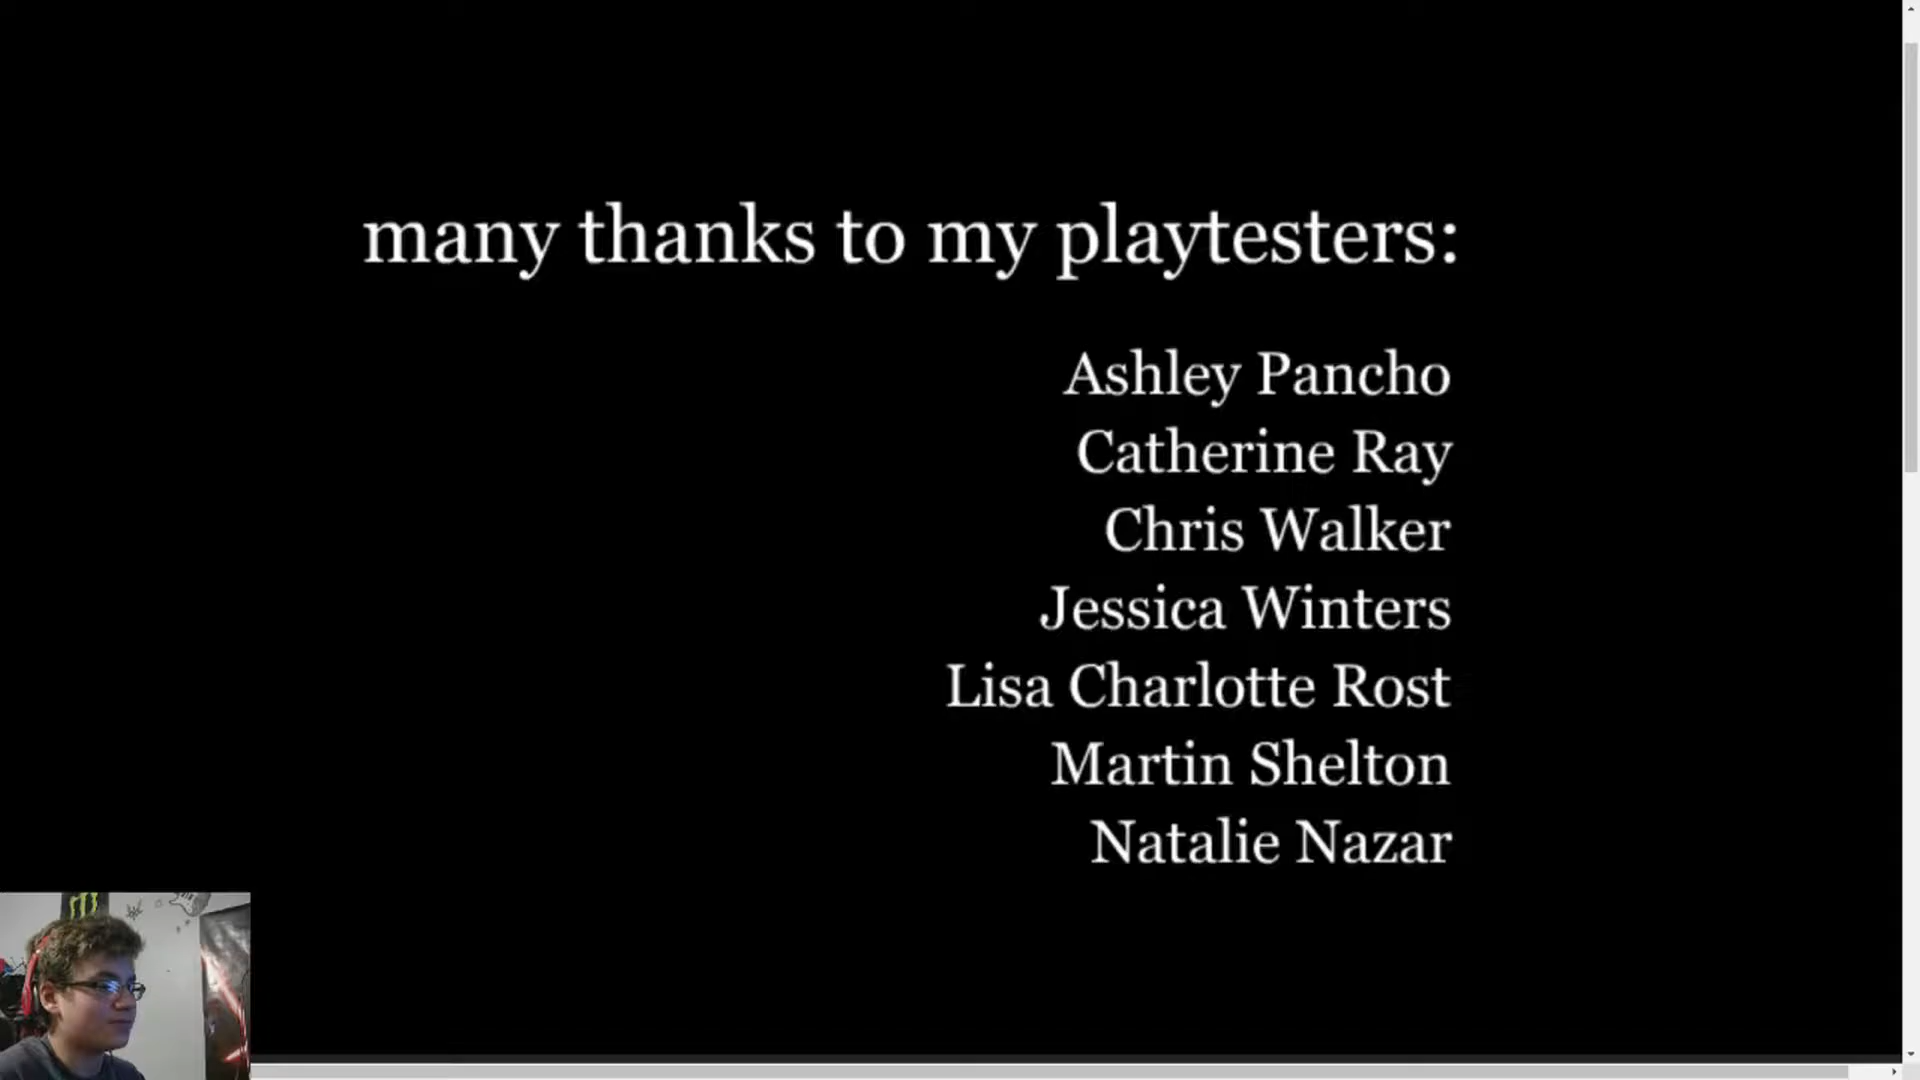 many thanks to my playtesters:
Ashley Pancho
Catherine Ray
Chris Walker
Jessica Winters
Lisa Charlotte Rost
Martin Shelton
Natalie Nazar